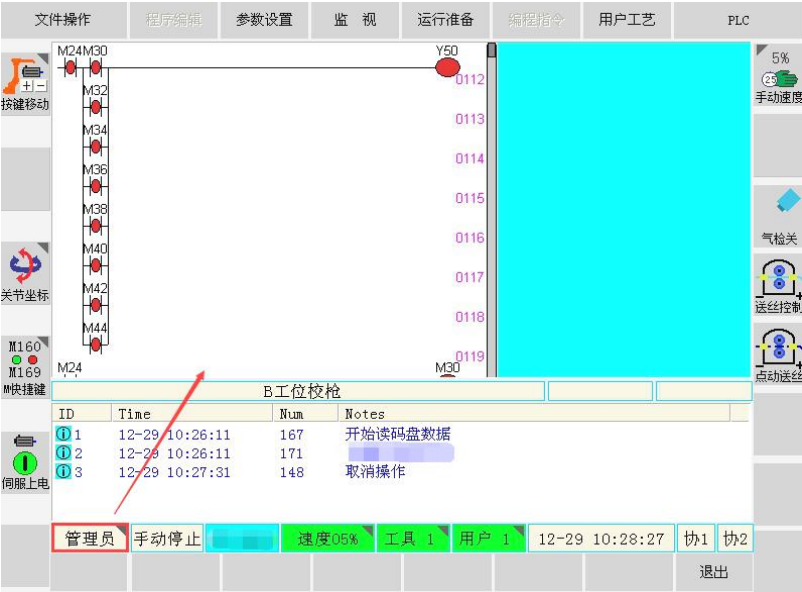 文件操作 程序编辑 参数设置 监 视 运行准备 编程指令 用户工艺 PLC
按键移动
关节坐标
M160
M169
M快捷键
伺服上电
M24 M30 Y50
0112
M32
0113
M34
0114
M36
0115
M38
0116
M40
0117
M42
0118
M44
0119
M24 M30
5%
25
手动速度
气检关
送丝控制
点动送丝
B工位校枪
ID Time Num Notes
1 12-29 10:26:11 167 开始读码盘数据
2 12-29 10:26:11 171
3 12-29 10:27:31 148 取消操作
管理员 手动停止 速度05% 工具 1 用户 1 12-29 10:28:27 协1 协2
退出